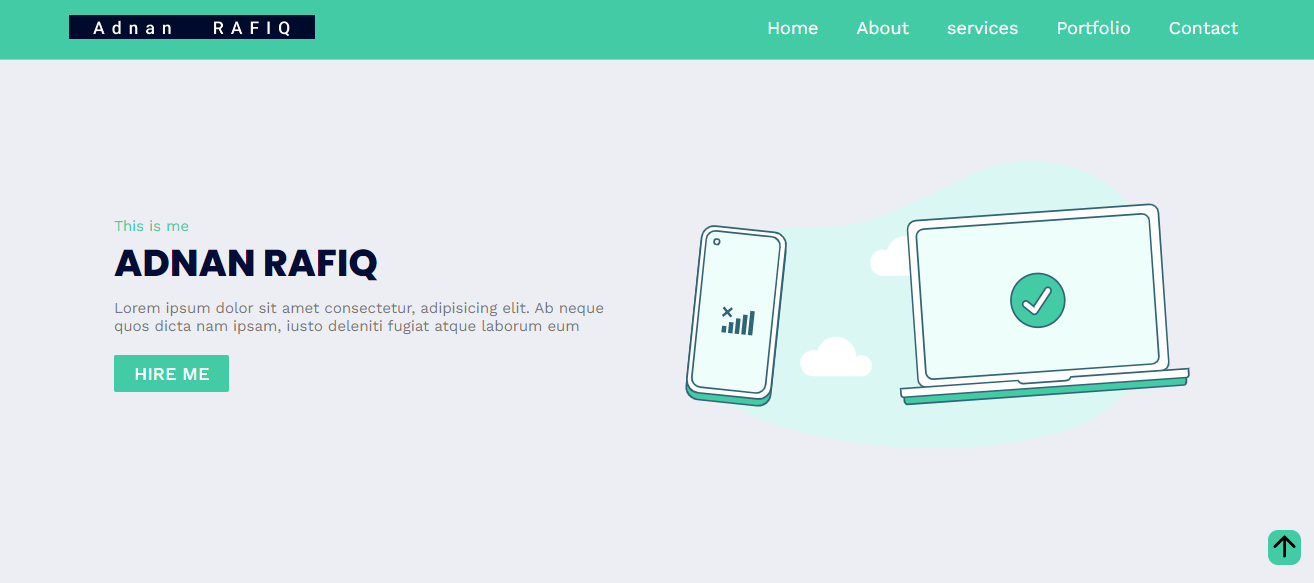 Adnan RAFIQ
Home About services Portfolio Contact
This is me
ADNAN RAFIQ
Lorem ipsum dolor sit amet consectetur, adipisicing elit. Ab neque
quos dicta nam ipsam, iusto deleniti fugiat atque laborum eum
HIRE ME